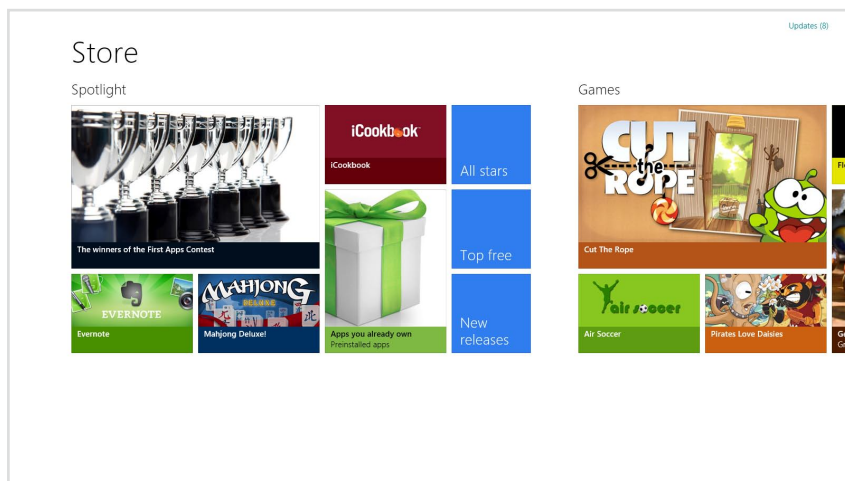 Updates (8)
Store
Spotlight
iCookbook
iCookbook
All stars
The winners of the First Apps Contest
Top free
EVERNOTE
Evernote
MAHJONG
DELUXE
Mahjong Deluxe!
Apps you already own
Preinstalled apps
New
releases
Games
CUT
the
ROPE
Cut The Rope
air soccer
Air Soccer
Pirates Love Daisies